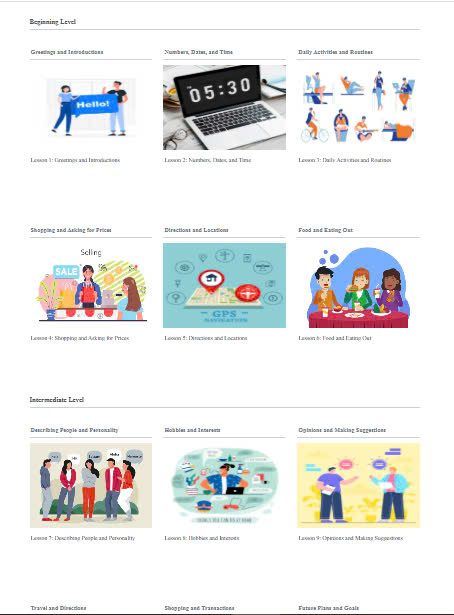 Beginning Level
Greetings and Introductions
Numbers, Dates, and Time
Daily Activities and Routines
Hello!
05:30
Lesson 1: Greetings and Introductions
Lesson 2: Numbers, Dates, and Time
Lesson 3: Daily Activities and Routines
Shopping and Asking for Prices
Directions and Locations
Food and Eating Out
Selling
SALE
GPS
NAVIGATION
Lesson 4: Shopping and Asking for Prices
Lesson 5: Directions and Locations
Lesson 6: Food and Eating Out
Intermediate Level
Describing People and Personality
Hobbies and Interests
Opinions and Making Suggestions
Lesson 7: Describing People and Personality
Lesson 8: Hobbies and Interests
Lesson 9: Opinions and Making Suggestions
Travel and Directions
Shopping and Transactions
Future Plans and Goals